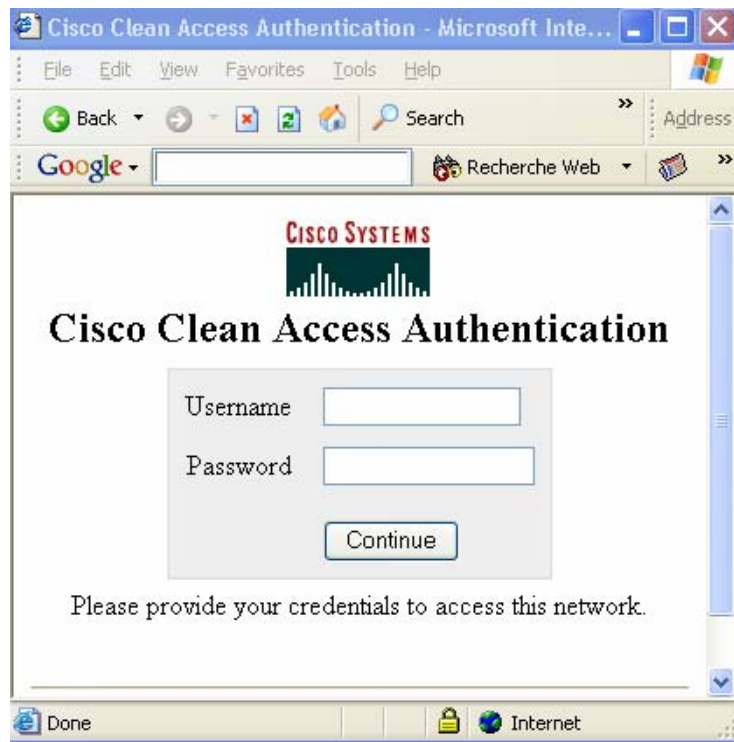 Cisco Clean Access Authentication - Microsoft Inte...
File Edit View Favorites Tools Help
Back Search » Address
Google Recherche Web »
CISCO SYSTEMS
Cisco Clean Access Authentication
Username
Password
Continue
Please provide your credentials to access this network.
Done Internet